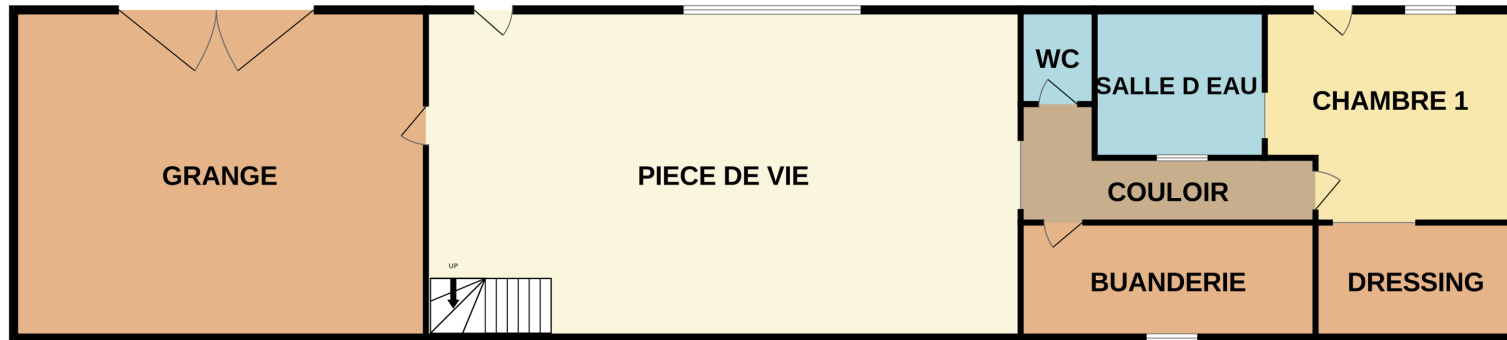 WC
SALLE D EAU
CHAMBRE 1
GRANGE
PIECE DE VIE
COULOIR
UP
BUANDERIE
DRESSING